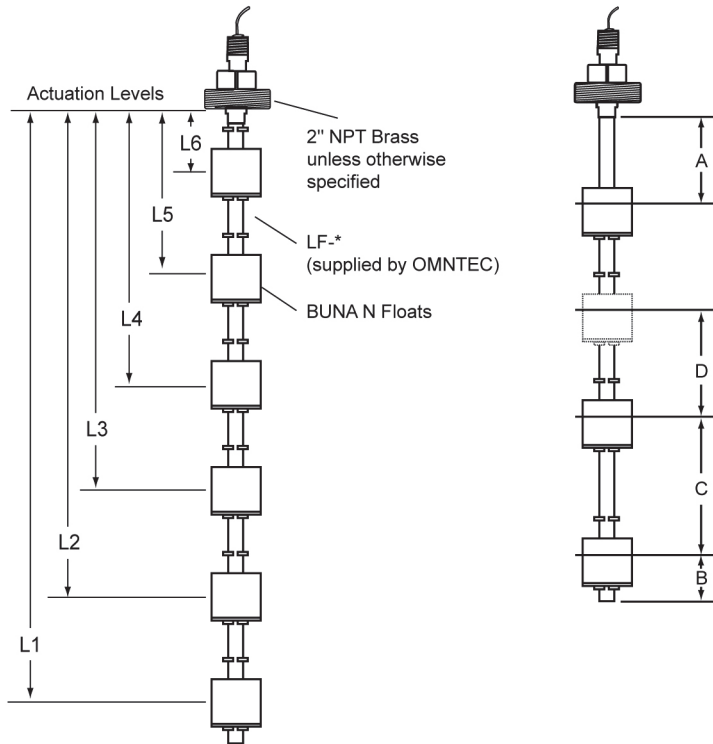 Actuation Levels
L6
L5
L4
L3
L2
L1
2" NPT Brass
unless otherwise
specified
LF-*
(supplied by OMNTEC)
BUNA N Floats
A
D
C
B